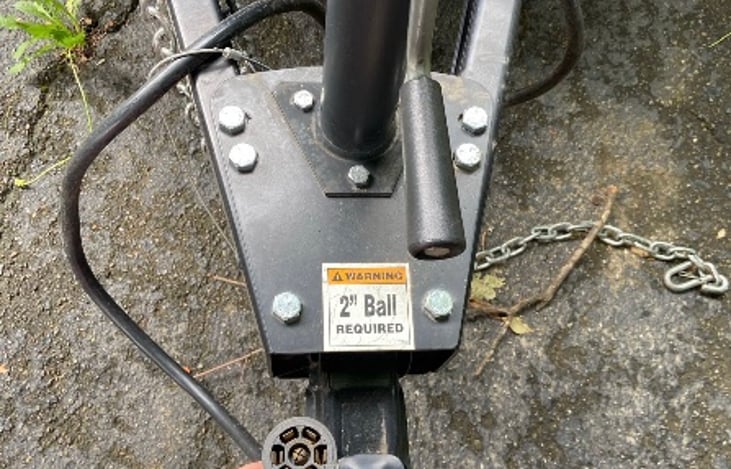 ⚠ WARNING
2" Ball
REQUIRED